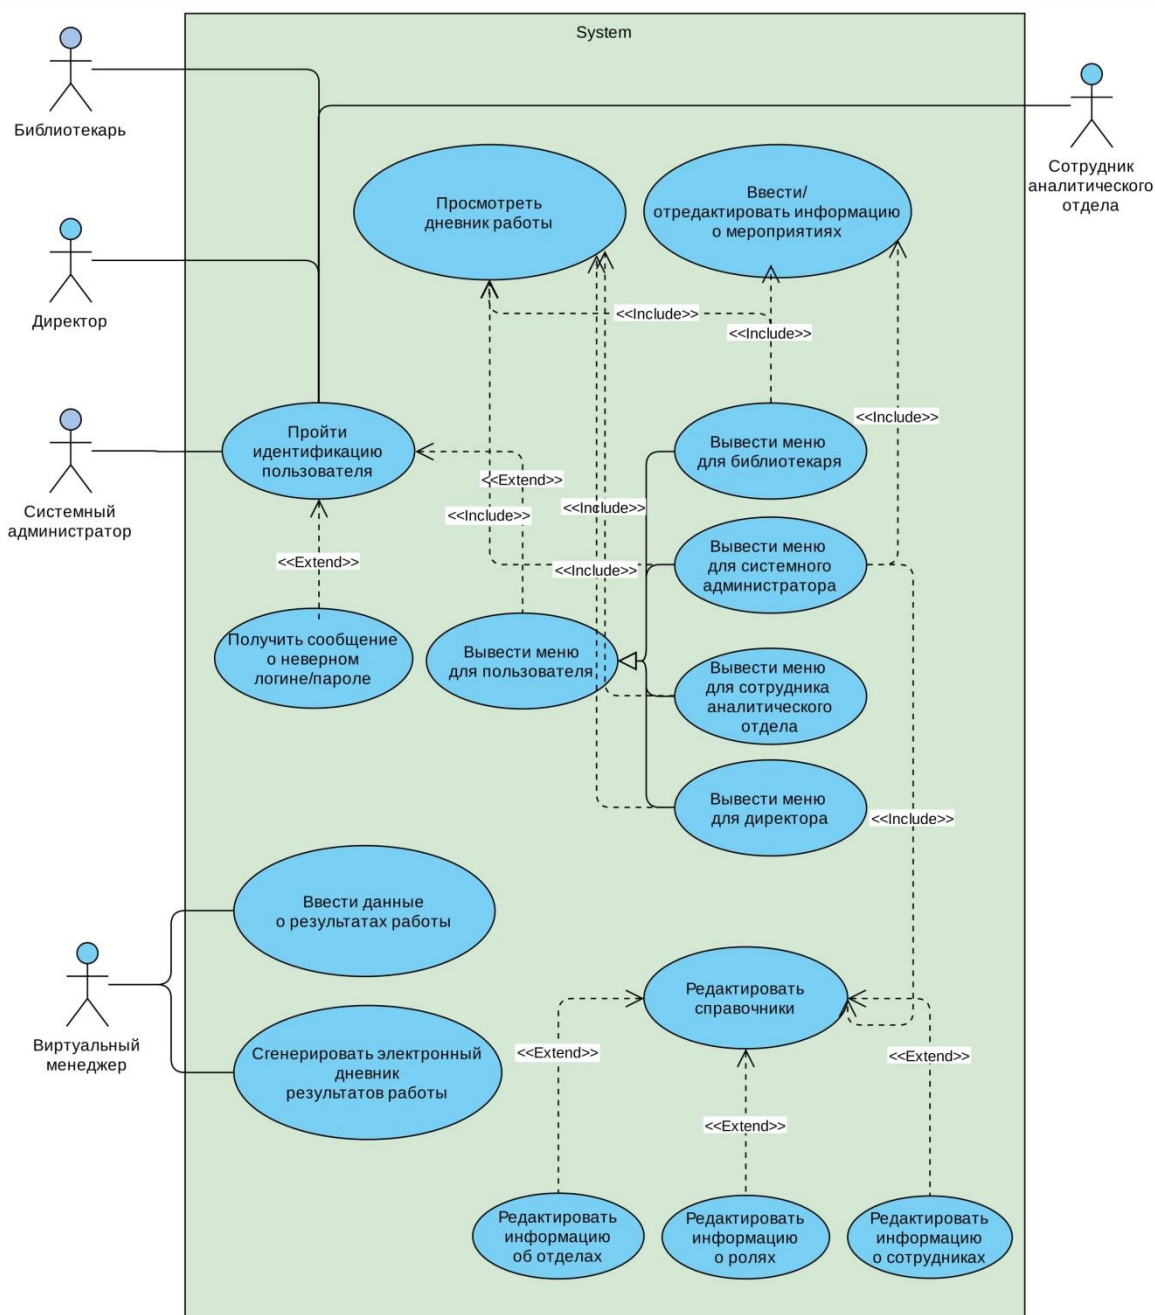 System
Библиотекарь
Сотрудник
аналитического
отдела
Просмотреть
дневник работы
Ввести/
отредактировать информацию
о мероприятиях
Директор
<<Include>>
<<Include>>
Пройти
идентификацию
пользователя
Вывести меню
для библиотекаря
<<Include>>
Системный
администратор
<<Extend>>
<<Include>>
<<Include>>
<<Extend>>
<<Include>>
Вывести меню
для системного
администратора
Получить сообщение
о неверном
логине/пароле
Вывести меню
для пользователя
Вывести меню
для сотрудника
аналитического
отдела
Вывести меню
для директора
<<Include>>
Ввести данные
о результатах работы
Виртуальный
менеджер
Редактировать
справочники
Сгенерировать электронный
дневник
результатов работы
<<Extend>>
<<Extend>>
<<Extend>>
Редактировать
информацию
об отделах
Редактировать
информацию
о ролях
Редактировать
информацию
о сотрудниках